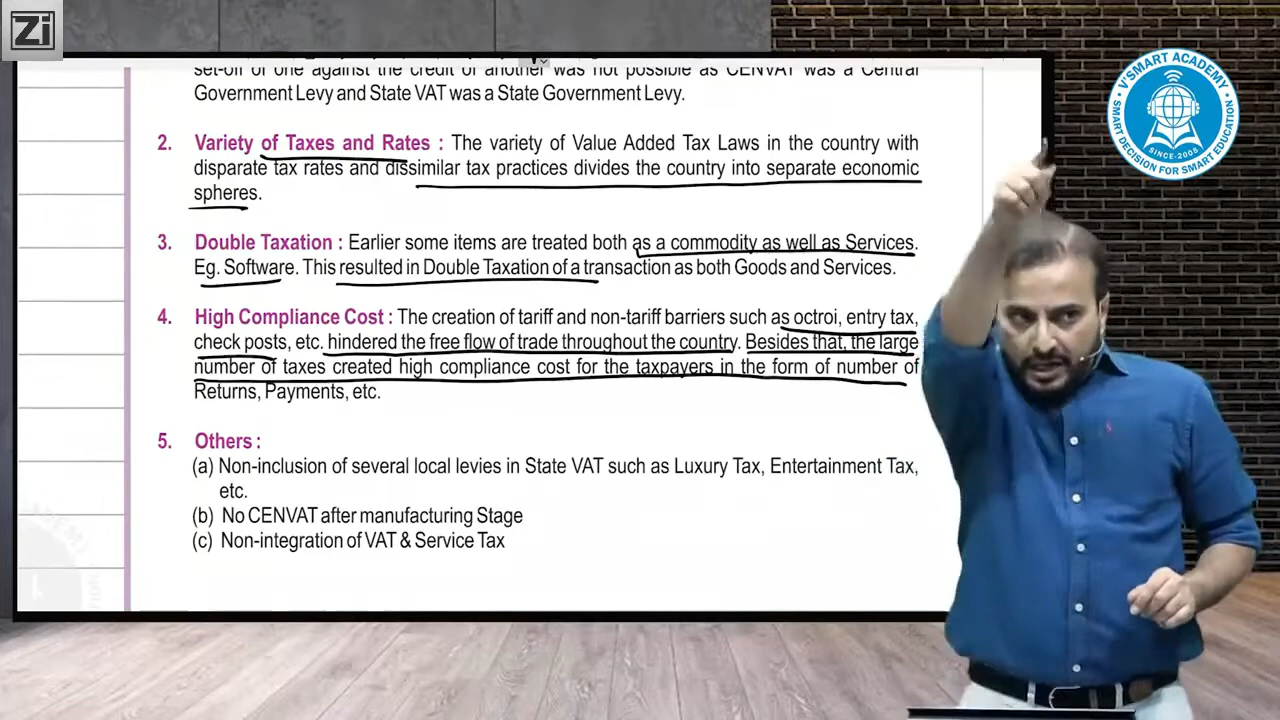 Zi
set-off of one against the credit of another was not possible as CENVAT was a Central
Government Levy and State VAT was a State Government Levy.
2. Variety of Taxes and Rates : The variety of Value Added Tax Laws in the country with
disparate tax rates and dissimilar tax practices divides the country into separate economic
spheres.
3. Double Taxation : Earlier some items are treated both as a commodity as well as Services.
Eg. Software. This resulted in Double Taxation of a transaction as both Goods and Services.
4. High Compliance Cost : The creation of tariff and non-tariff barriers such as octroi, entry tax,
check posts, etc. hindered the free flow of trade throughout the country. Besides that, the large
number of taxes created high compliance cost for the taxpayers in the form of number of
Returns, Payments, etc.
5. Others :
(a) Non-inclusion of several local levies in State VAT such as Luxury Tax, Entertainment Tax,
etc.
(b) No CENVAT after manufacturing Stage
(c) Non-integration of VAT & Service Tax
V'SMART ACADEMY
SINCE-2005
SMART DECISION FOR SMART EDUCATION